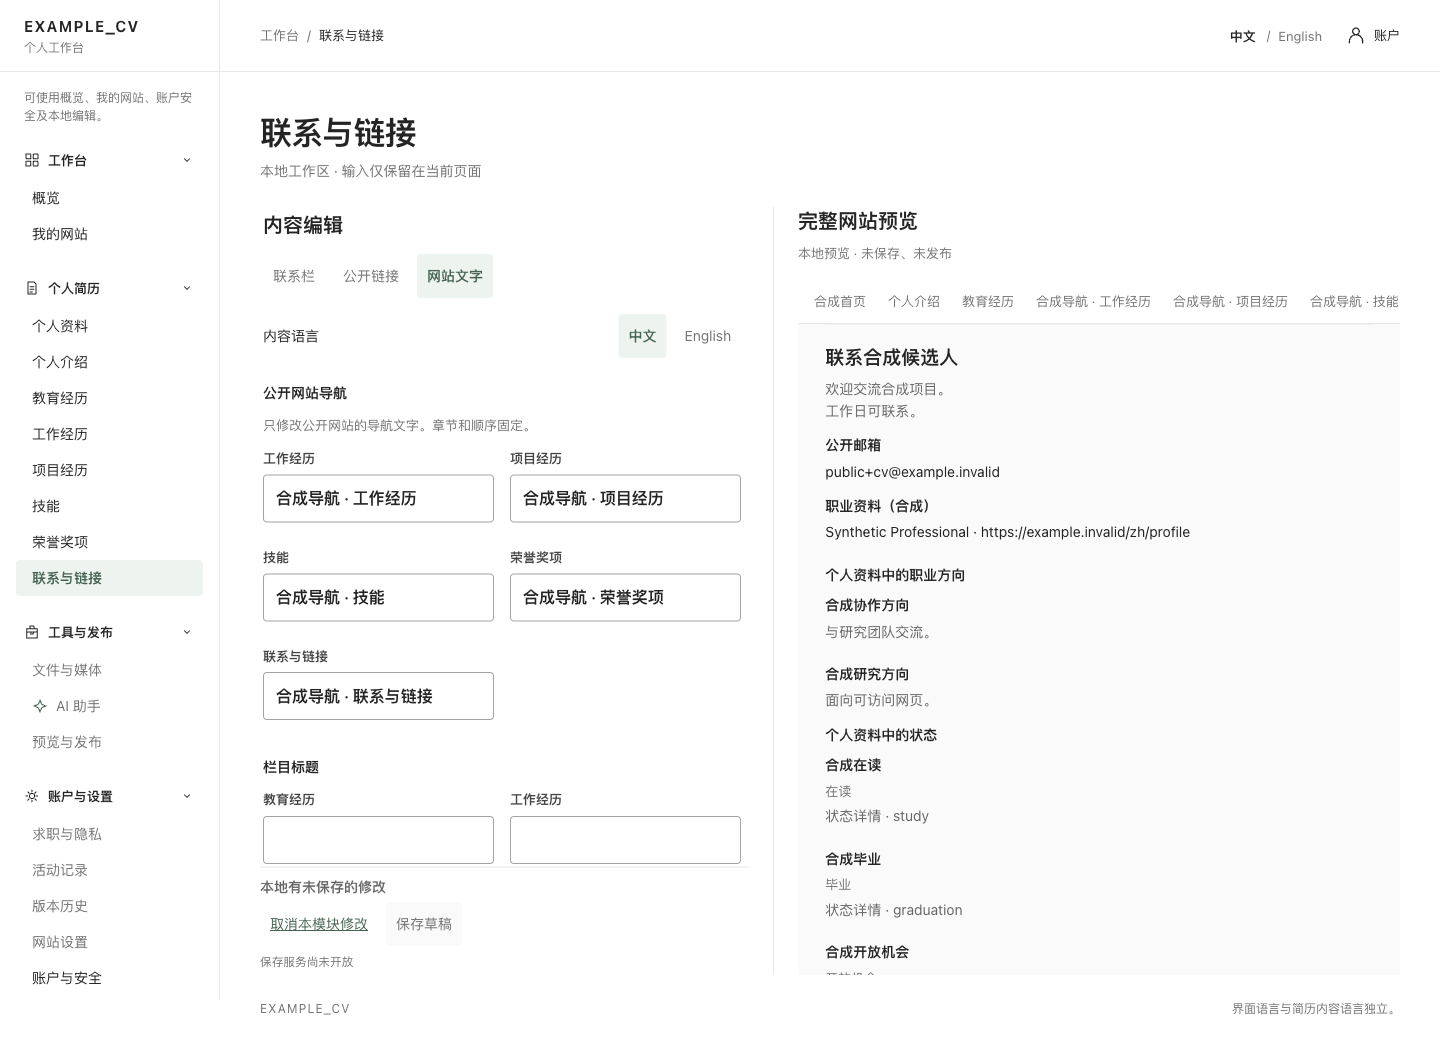 EXAMPLE_CV
个人工作台
工作台 / 联系与链接
中文 / English
账户
可使用概览、我的网站、账户安
全及本地编辑。
工作台
概览
我的网站
个人简历
个人资料
个人介绍
教育经历
工作经历
项目经历
技能
荣誉奖项
联系与链接
工具与发布
文件与媒体
AI 助手
预览与发布
账户与设置
求职与隐私
活动记录
版本历史
网站设置
账户与安全
联系与链接
本地工作区 · 输入仅保留在当前页面
内容编辑
联系栏 公开链接 网站文字
内容语言 中文 English
公开网站导航
只修改公开网站的导航文字。章节和顺序固定。
工作经历 项目经历
合成导航 · 工作经历 合成导航 · 项目经历
技能 荣誉奖项
合成导航 · 技能 合成导航 · 荣誉奖项
联系与链接
合成导航 · 联系与链接
栏目标题
教育经历 工作经历
本地有未保存的修改
取消本模块修改 保存草稿
保存服务尚未开放
完整网站预览
本地预览 · 未保存、未发布
合成首页 个人介绍 教育经历 合成导航 · 工作经历 合成导航 · 项目经历 合成导航 · 技能
联系合成候选人
欢迎交流合成项目。
工作日可联系。
公开邮箱
public+cv@example.invalid
职业资料（合成）
Synthetic Professional · https://example.invalid/zh/profile
个人资料中的职业方向
合成协作方向
与研究团队交流。
合成研究方向
面向可访问网页。
个人资料中的状态
合成在读
在读
状态详情 · study
合成毕业
毕业
状态详情 · graduation
合成开放机会
EXAMPLE_CV
界面语言与简历内容语言独立。